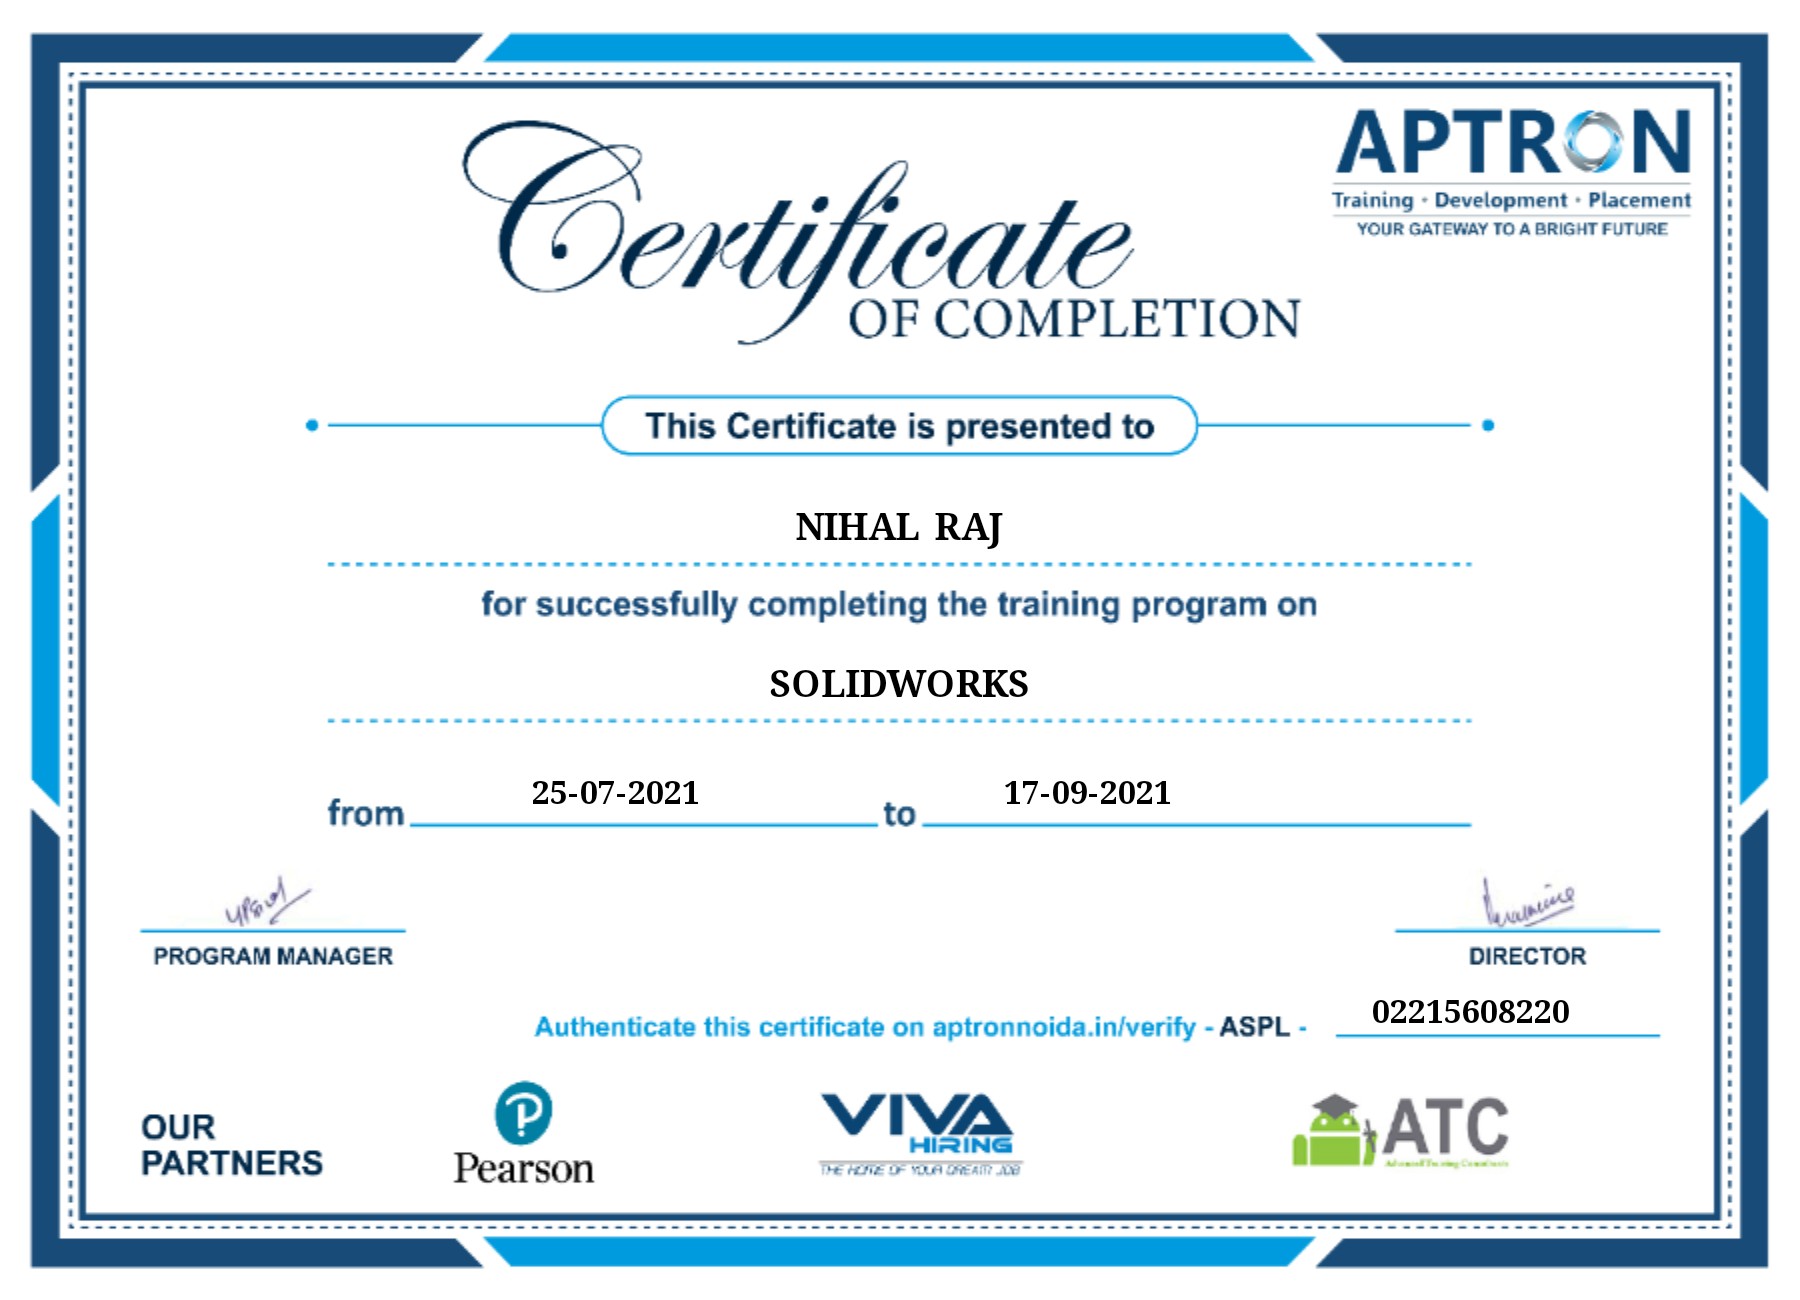 APTRON
Training • Development • Placement
YOUR GATEWAY TO A BRIGHT FUTURE
Certificate
OF COMPLETION
This Certificate is presented to
NIHAL RAJ
for successfully completing the training program on
SOLIDWORKS
from 25-07-2021 to 17-09-2021
PROGRAM MANAGER
DIRECTOR
Authenticate this certificate on aptronnoida.in/verify - ASPL - 02215608220
OUR
PARTNERS
Pearson
VIVA
HIRING
THE HOME OF YOUR DREAM JOB
ATC